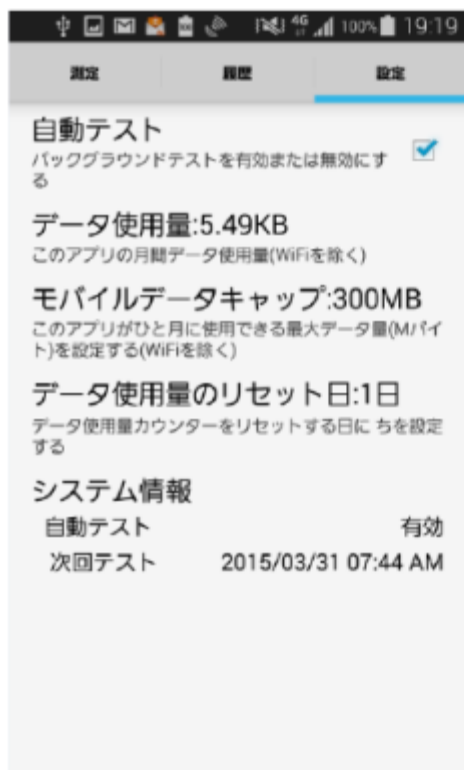 4G 100% 19:19
測定 履歴 設定
自動テスト
バックグラウンドテストを有効または無効にす
る
データ使用量:5.49KB
このアプリの月間データ使用量(WiFiを除く)
モバイルデータキャップ:300MB
このアプリがひと月に使用できる最大データ量(Mバイ
ト)を設定する(WiFiを除く)
データ使用量のリセット日:1日
データ使用量カウンターをリセットする日に ちを設定
する
システム情報
自動テスト 有効
次回テスト 2015/03/31 07:44 AM